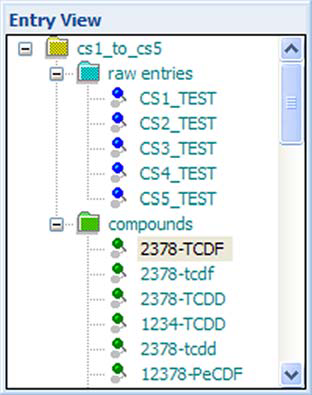 Entry View
cs1_to_cs5
raw entries
CS1_TEST
CS2_TEST
CS3_TEST
CS4_TEST
CS5_TEST
compounds
2378-TCDF
2378-tcdf
2378-TCDD
1234-TCDD
2378-tcdd
12378-PeCDF